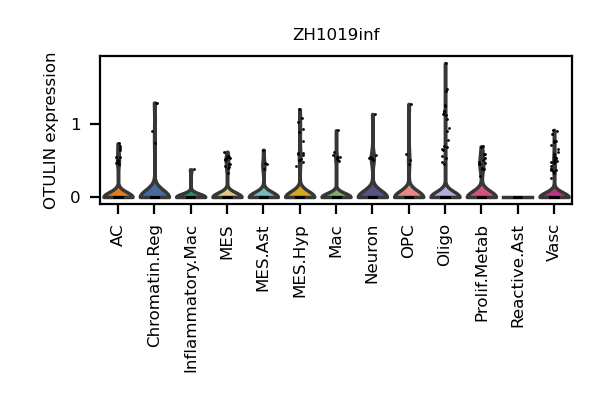 ZH1019inf
OTULIN expression
1
0
AC
Chromatin.Reg
Inflammatory.Mac
MES
MES.Ast
MES.Hyp
Mac
Neuron
OPC
Oligo
Prolif.Metab
Reactive.Ast
Vasc